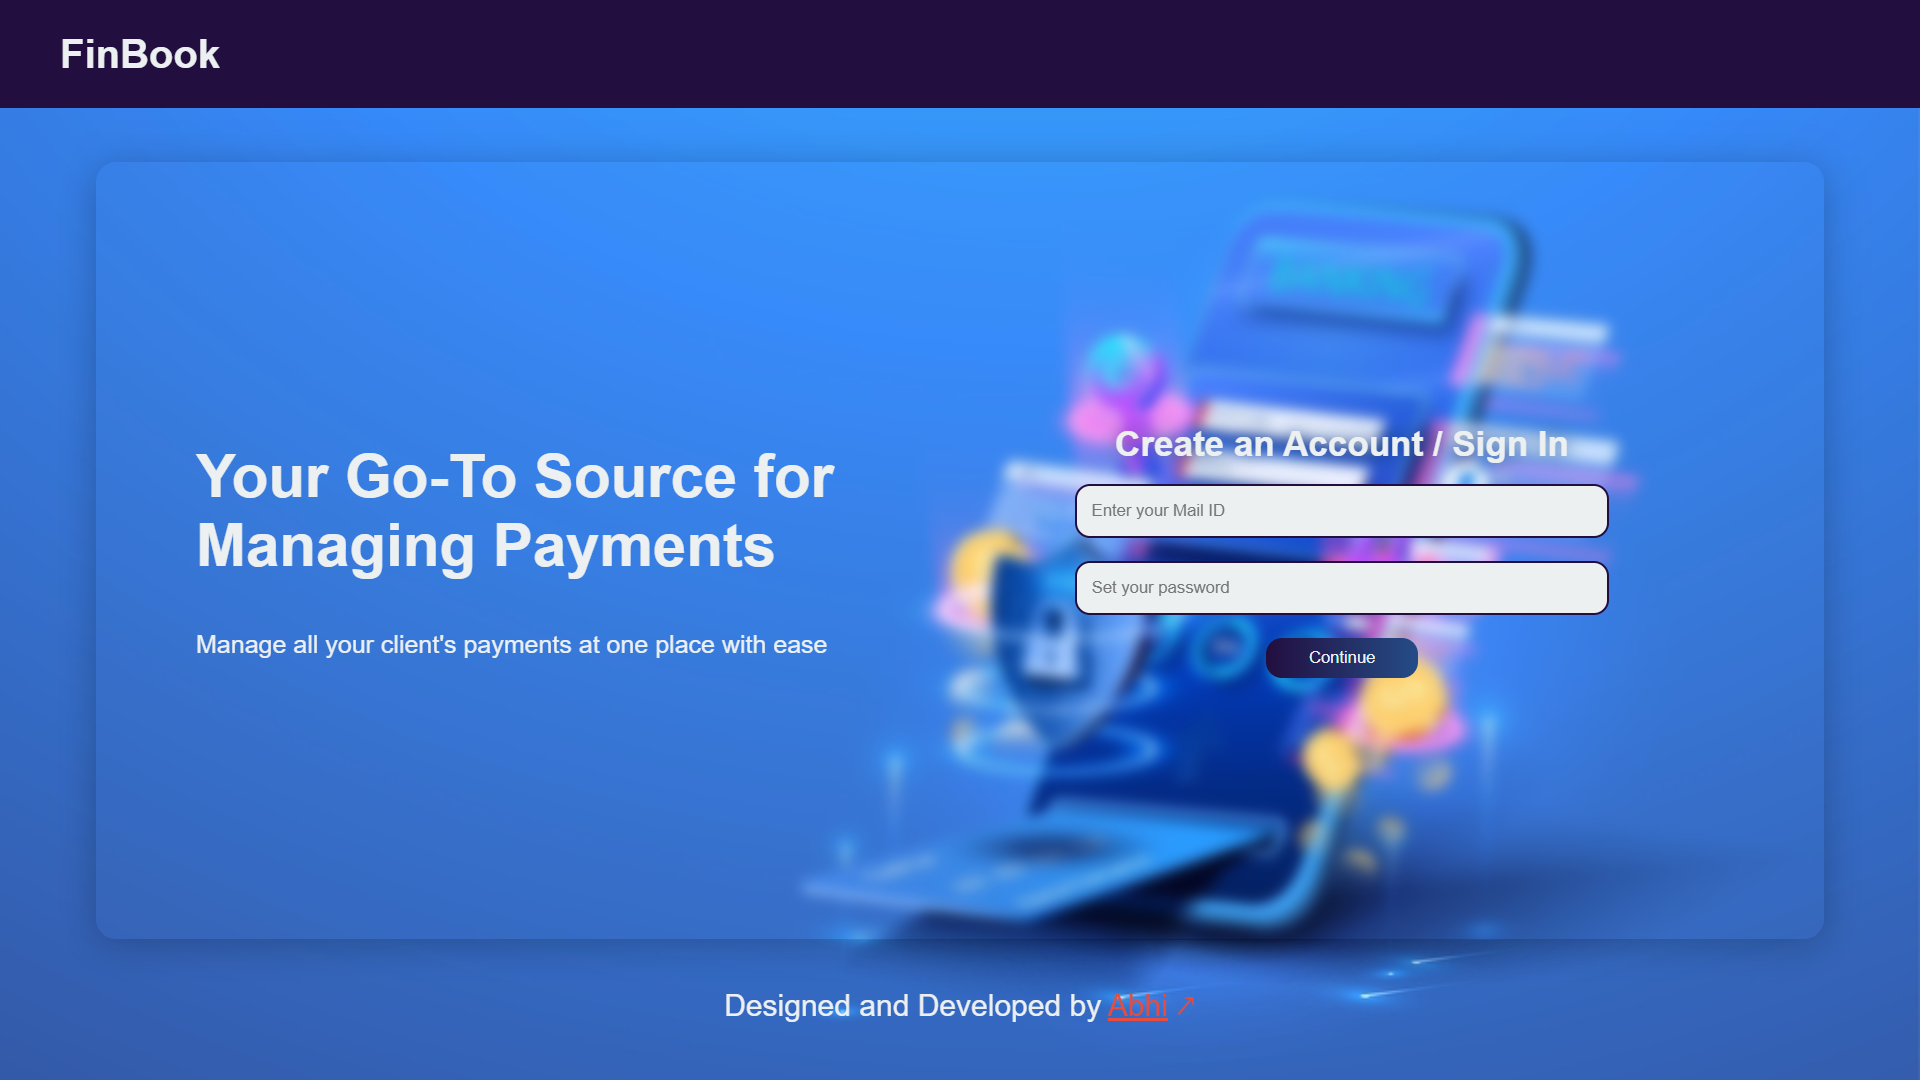 FinBook
Your Go-To Source for
Managing Payments
Manage all your client's payments at one place with ease
Create an Account / Sign In
Enter your Mail ID
Set your password
Continue
Designed and Developed by Abhi ↗